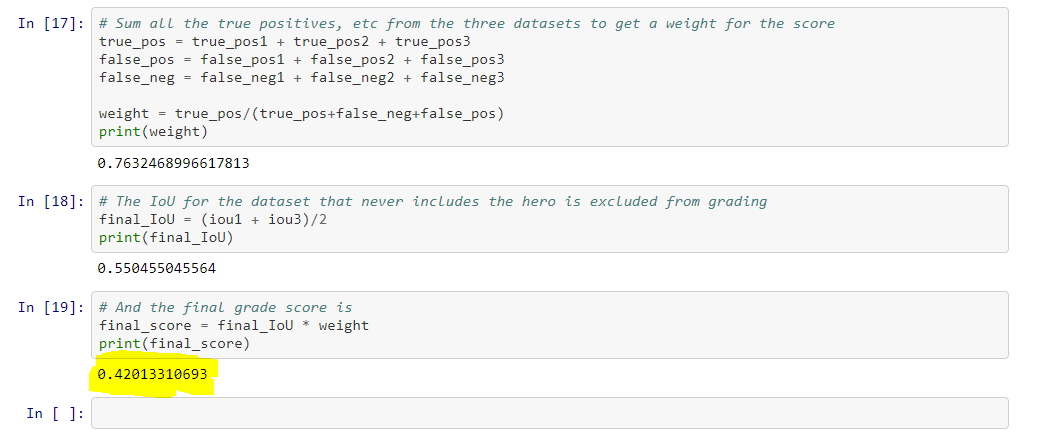 In [17]: # Sum all the true positives, etc from the three datasets to get a weight for the score
true_pos = true_pos1 + true_pos2 + true_pos3
false_pos = false_pos1 + false_pos2 + false_pos3
false_neg = false_neg1 + false_neg2 + false_neg3
weight = true_pos/(true_pos+false_neg+false_pos)
print(weight)
0.7632468996617813
In [18]: # The IoU for the dataset that never includes the hero is excluded from grading
final_IoU = (iou1 + iou3)/2
print(final_IoU)
0.550455045564
In [19]: # And the final grade score is
final_score = final_IoU * weight
print(final_score)
0.42013310693
In [ ]: